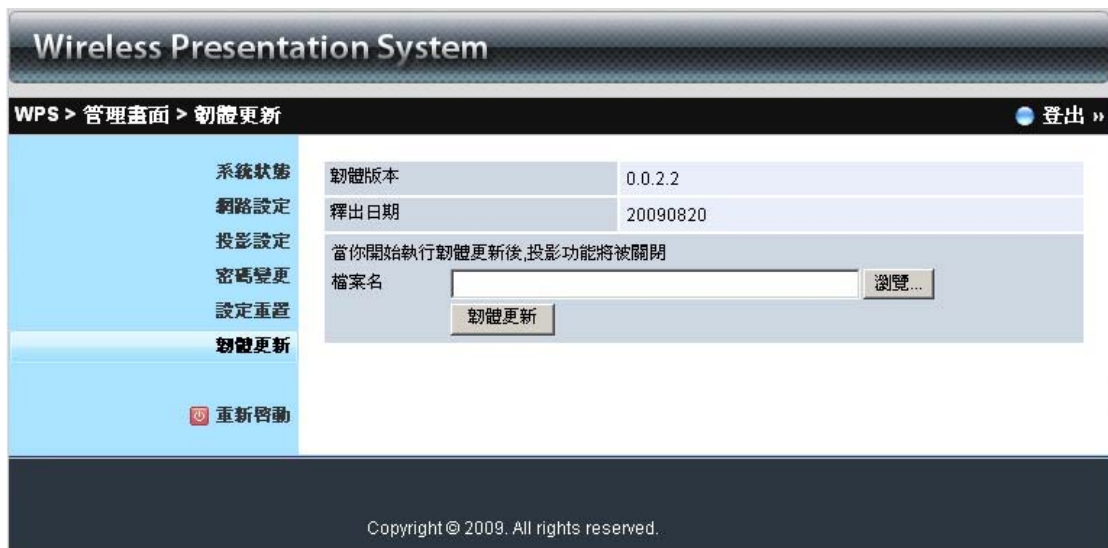 Wireless Presentation System
WPS > 管理畫面 > 韌體更新
登出 »
系統狀態
網路設定
投影設定
密碼變更
設定重置
韌體更新
重新啓動
韌體版本 0.0.2.2
釋出日期 20090820
當你開始執行韌體更新後,投影功能將被關閉
檔案名 瀏覽...
韌體更新
Copyright © 2009. All rights reserved.